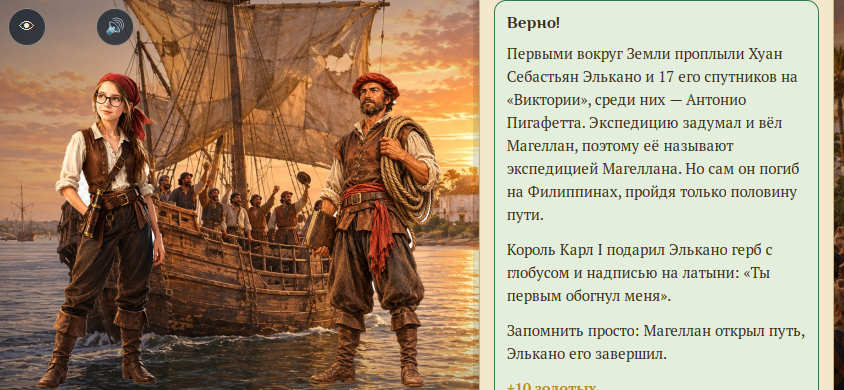 Верно!
Первыми вокруг Земли проплыли Хуан
Себастьян Элькано и 17 его спутников на
«Виктории», среди них — Антонио
Пигафетта. Экспедицию задумал и вёл
Магеллан, поэтому её называют
экспедицией Магеллана. Но сам он погиб
на Филиппинах, пройдя только половину
пути.
Король Карл I подарил Элькано герб с
глобусом и надписью на латыни: «Ты
первым обогнул меня».
Запомнить просто: Магеллан открыл путь,
Элькано его завершил.
+10 золотых